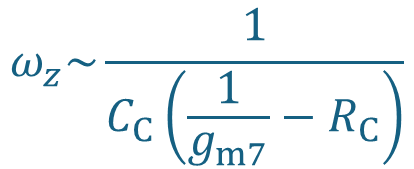 ω_z ~ 1 / (C_C (1/g_m7 − R_C))